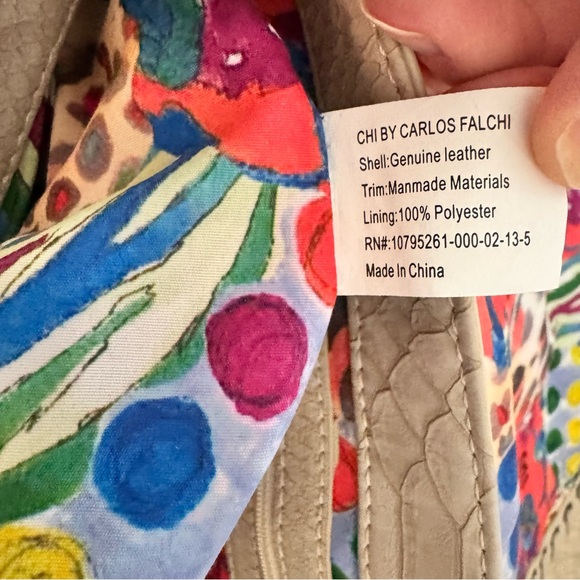 CHI BY CARLOS FALCHI
Shell:Genuine leather
Trim:Manmade Materials
Lining:100% Polyester
RN#:10795261-000-02-13-5
Made In China